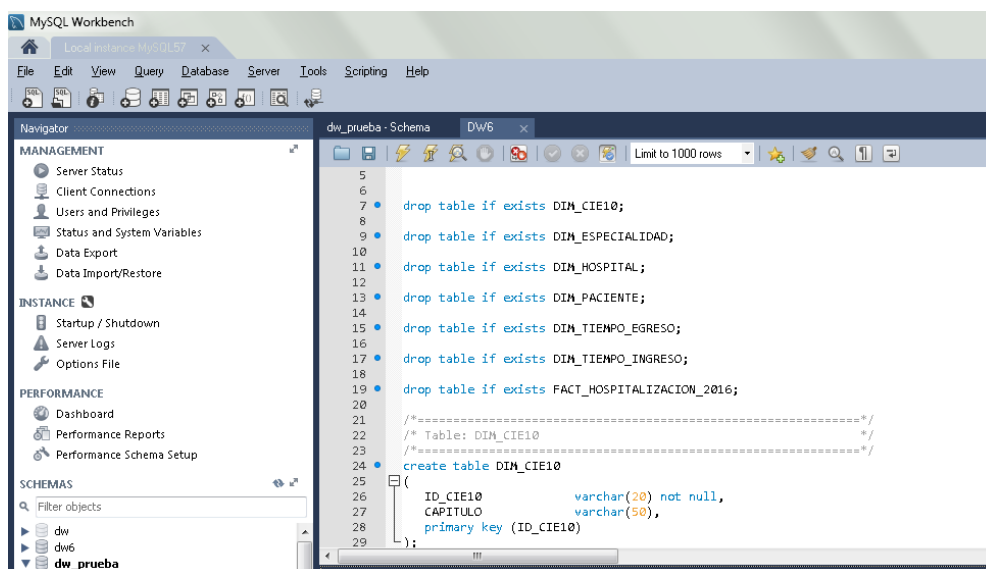 MySQL Workbench
Local instance MySQL57 ×
File Edit View Query Database Server Tools Scripting Help
Navigator
MANAGEMENT
Server Status
Client Connections
Users and Privileges
Status and System Variables
Data Export
Data Import/Restore
INSTANCE
Startup / Shutdown
Server Logs
Options File
PERFORMANCE
Dashboard
Performance Reports
Performance Schema Setup
SCHEMAS
Filter objects
dw
dw6
dw_prueba
dw_prueba - Schema DW6 ×
Limit to 1000 rows
5
6
7 drop table if exists DIM_CIE10;
8
9 drop table if exists DIM_ESPECIALIDAD;
10
11 drop table if exists DIM_HOSPITAL;
12
13 drop table if exists DIM_PACIENTE;
14
15 drop table if exists DIM_TIEMPO_EGRESO;
16
17 drop table if exists DIM_TIEMPO_INGRESO;
18
19 drop table if exists FACT_HOSPITALIZACION_2016;
20
21 /*==============================================================*/
22 /* Table: DIM_CIE10 */
23 /*==============================================================*/
24 create table DIM_CIE10
25 (
26 ID_CIE10 varchar(20) not null,
27 CAPITULO varchar(50),
28 primary key (ID_CIE10)
29 );